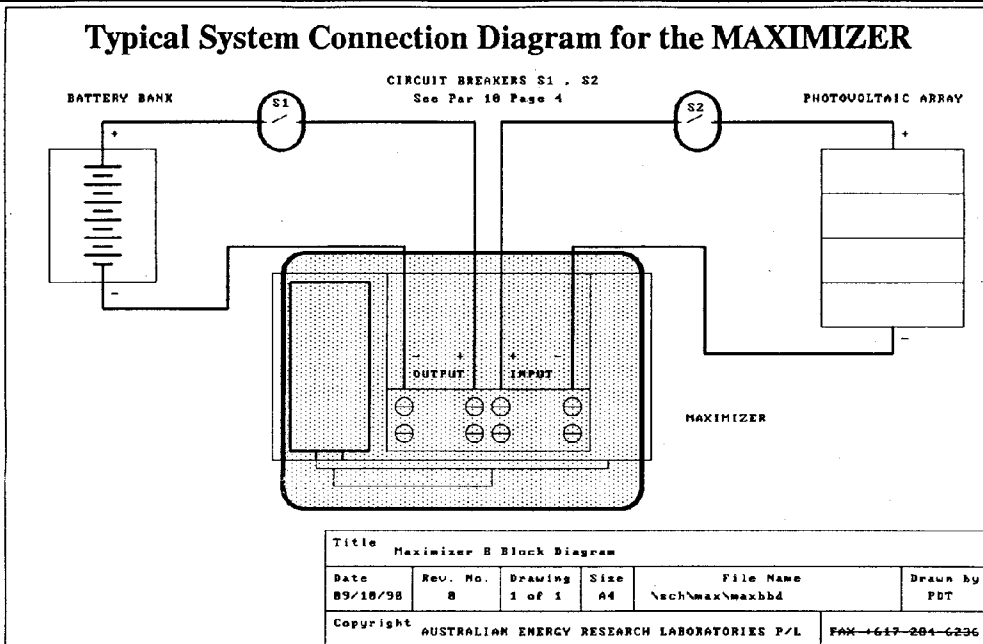 Typical System Connection Diagram for the MAXIMIZER
CIRCUIT BREAKERS S1 , S2
See Par 10 Page 4
BATTERY BANK
S1
S2
PHOTOVOLTAIC ARRAY
+
+
-
-
- + + -
OUTPUT INPUT
MAXIMIZER
Title
Maximizer B Block Diagram
Date Rev. No. Drawing Size File Name Drawn by
09/10/90 0 1 of 1 A4 \sch\max\maxbbd PDT
Copyright AUSTRALIAN ENERGY RESEARCH LABORATORIES P/L FAX +617 204 6236